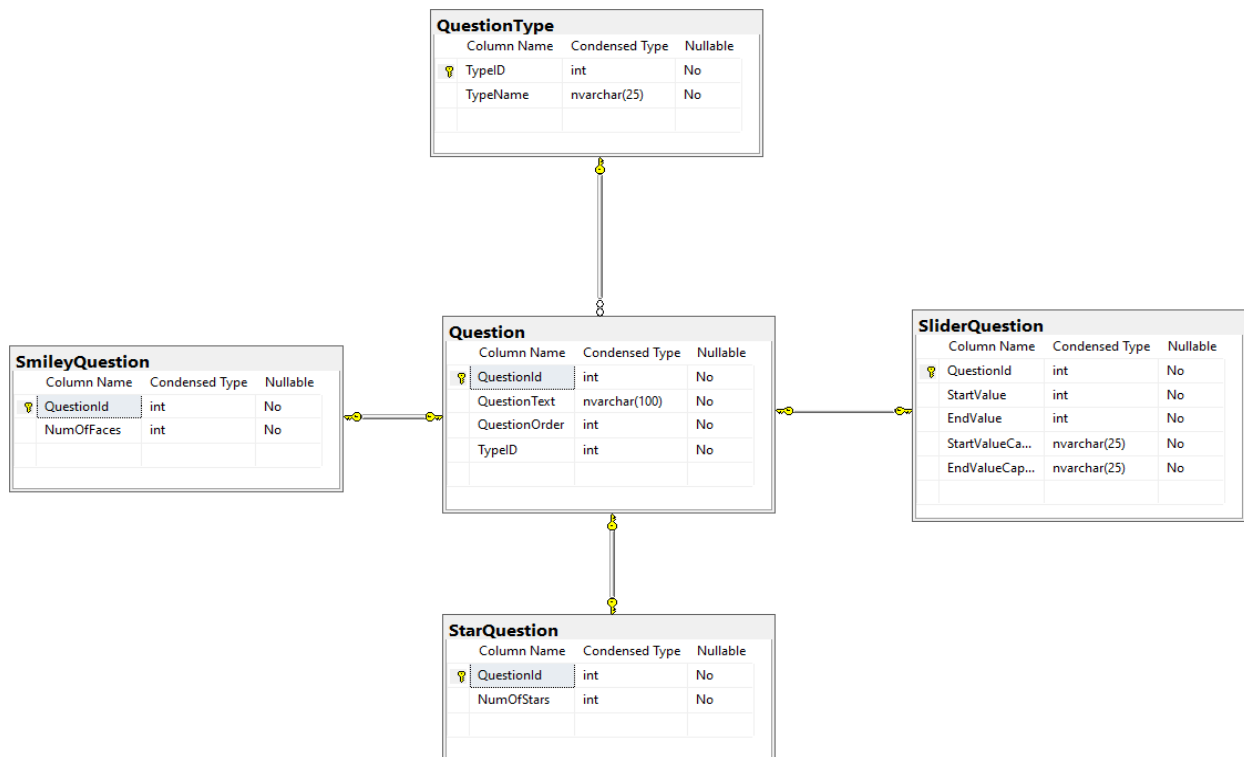 QuestionType
Column Name Condensed Type Nullable
TypeID int No
TypeName nvarchar(25) No
Question
Column Name Condensed Type Nullable
QuestionId int No
QuestionText nvarchar(100) No
QuestionOrder int No
TypeID int No
SliderQuestion
Column Name Condensed Type Nullable
QuestionId int No
StartValue int No
EndValue int No
StartValueCa... nvarchar(25) No
EndValueCap... nvarchar(25) No
SmileyQuestion
Column Name Condensed Type Nullable
QuestionId int No
NumOfFaces int No
StarQuestion
Column Name Condensed Type Nullable
QuestionId int No
NumOfStars int No